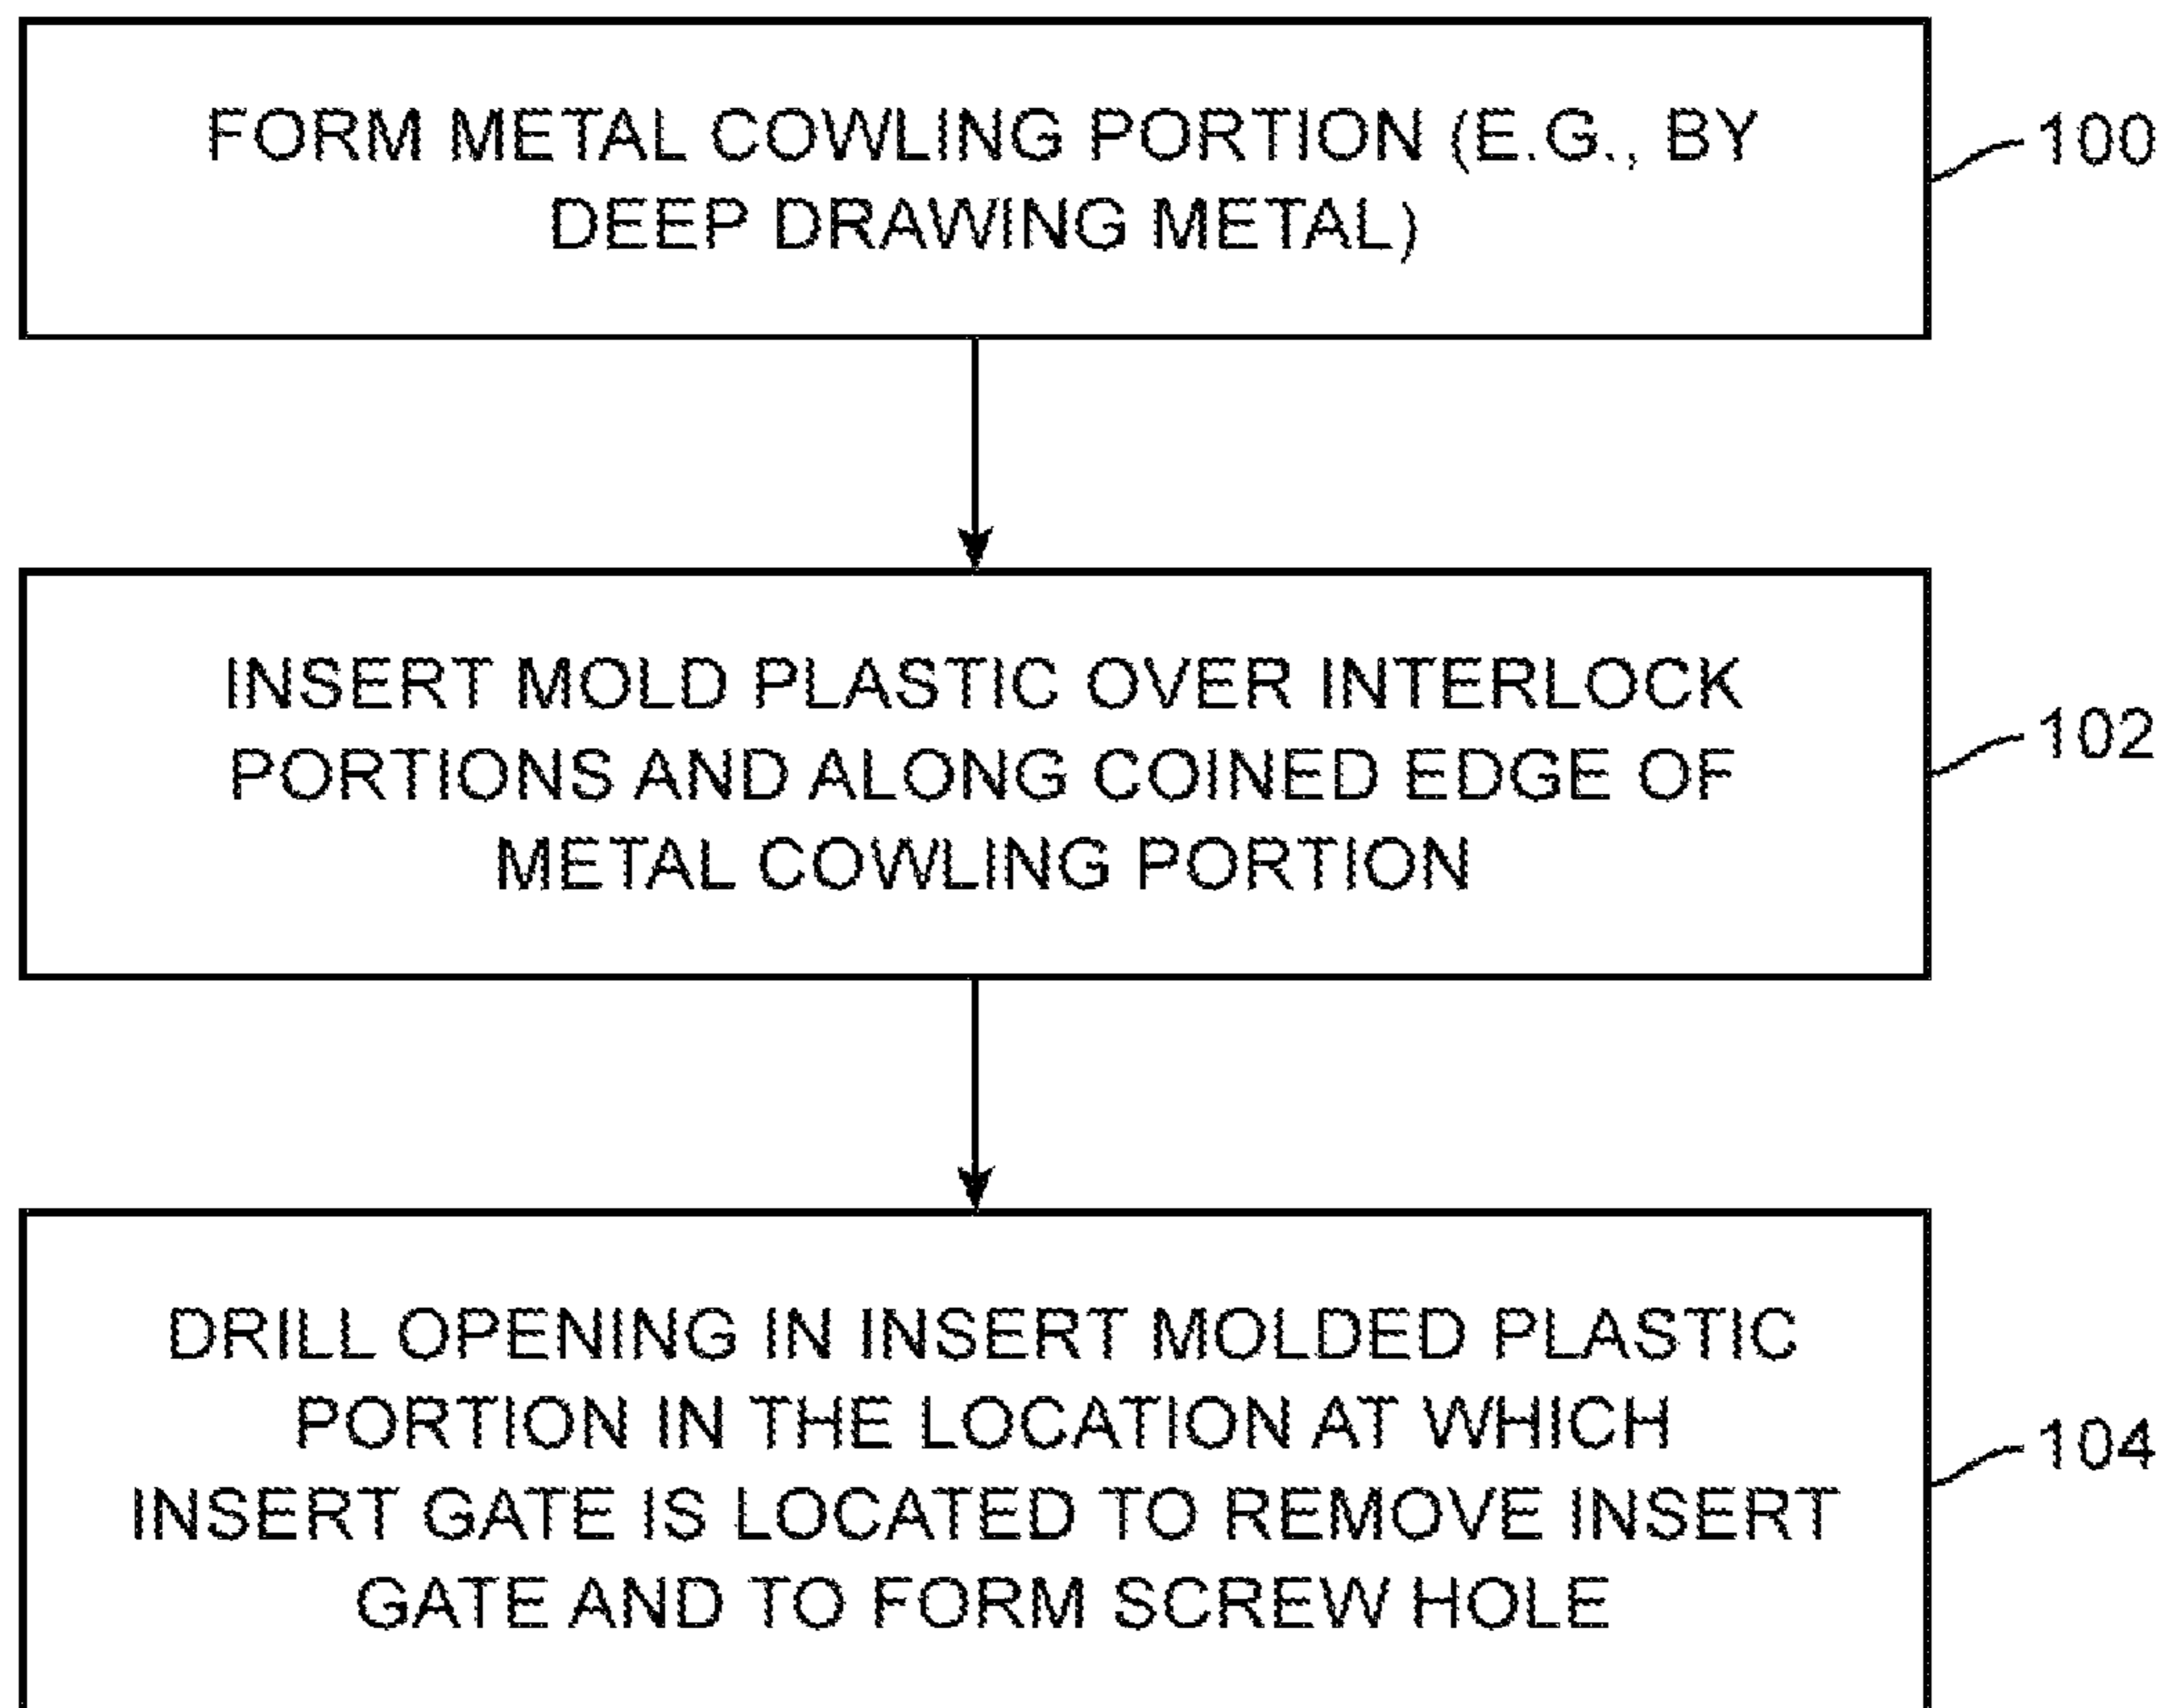 FORM METAL COWLING PORTION (E.G., BY
DEEP DRAWING METAL)
100
INSERT MOLD PLASTIC OVER INTERLOCK
PORTIONS AND ALONG COINED EDGE OF
METAL COWLING PORTION
102
DRILL OPENING IN INSERT MOLDED PLASTIC
PORTION IN THE LOCATION AT WHICH
INSERT GATE IS LOCATED TO REMOVE INSERT
GATE AND TO FORM SCREW HOLE
104